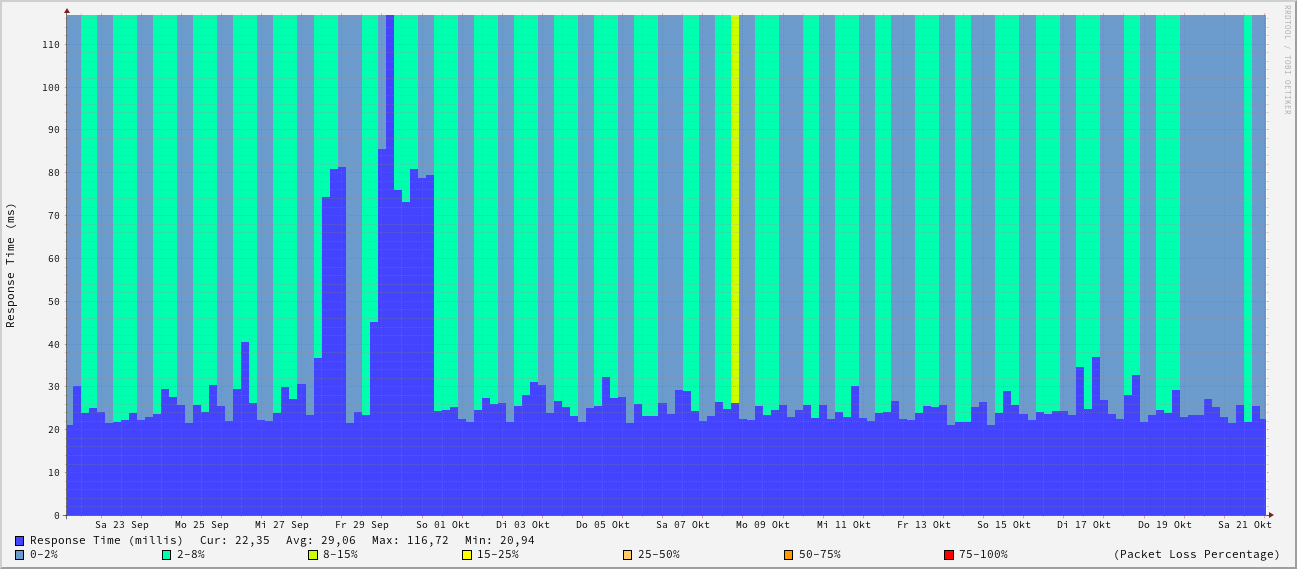 RRDTOOL / TOBI OETIKER
Response Time (ms)
110
100
90
80
70
60
50
40
30
20
10
0
Sa 23 Sep Mo 25 Sep Mi 27 Sep Fr 29 Sep So 01 Okt Di 03 Okt Do 05 Okt Sa 07 Okt Mo 09 Okt Mi 11 Okt Fr 13 Okt So 15 Okt Di 17 Okt Do 19 Okt Sa 21 Okt
Response Time (millis) Cur: 22,35 Avg: 29,06 Max: 116,72 Min: 20,94
0-2% 2-8% 8-15% 15-25% 25-50% 50-75% 75-100% (Packet Loss Percentage)